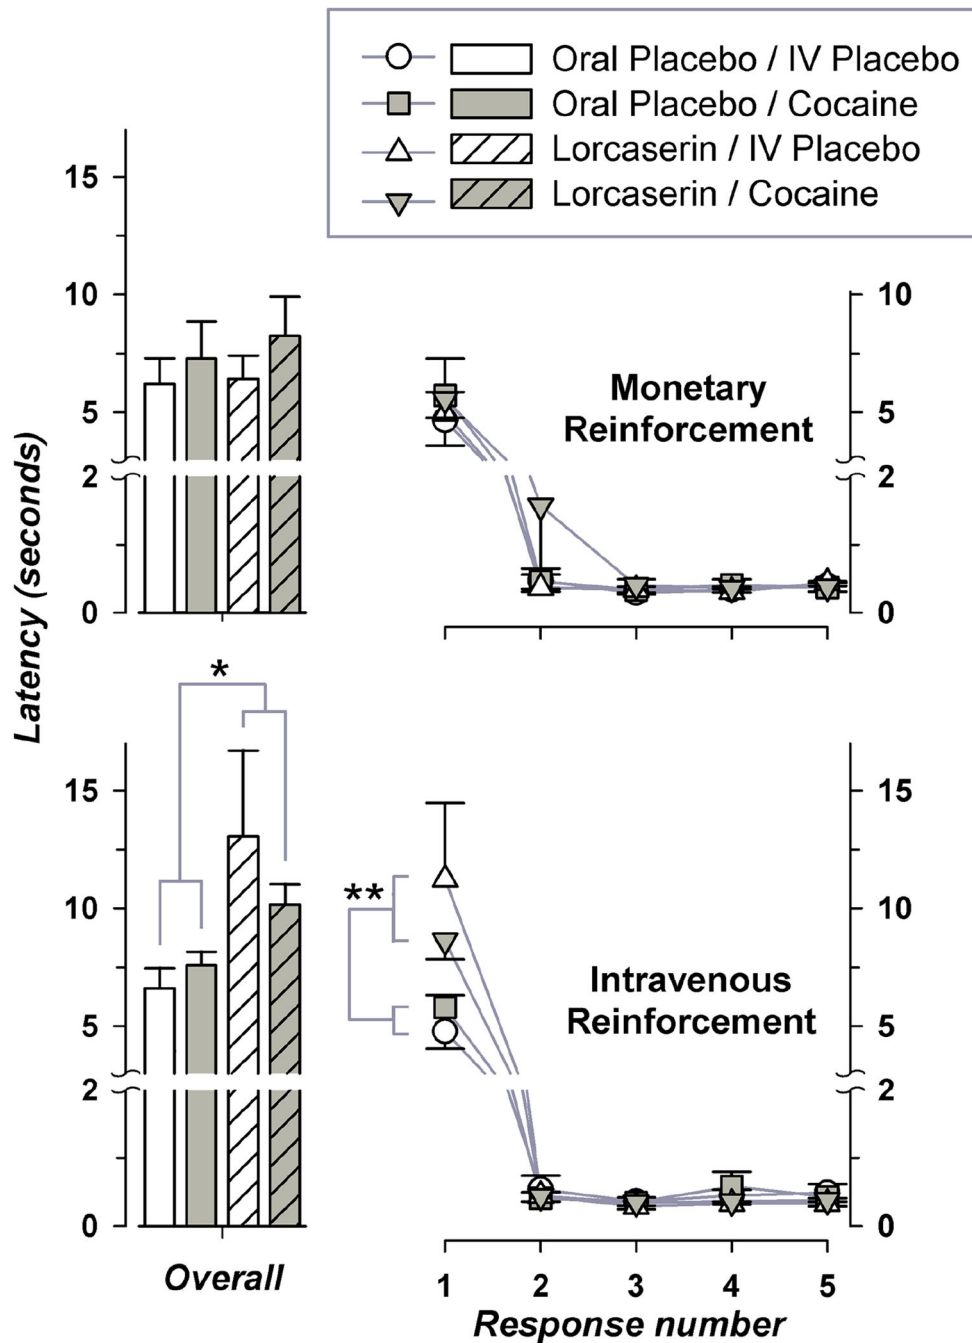 Oral Placebo / IV Placebo
Oral Placebo / Cocaine
Lorcaserin / IV Placebo
Lorcaserin / Cocaine
Latency (seconds)
15
10
5
2
0
10
5
2
0
Monetary
Reinforcement
*
15
10
5
2
0
**
15
10
5
2
0
Intravenous
Reinforcement
Overall
1 2 3 4 5
Response number